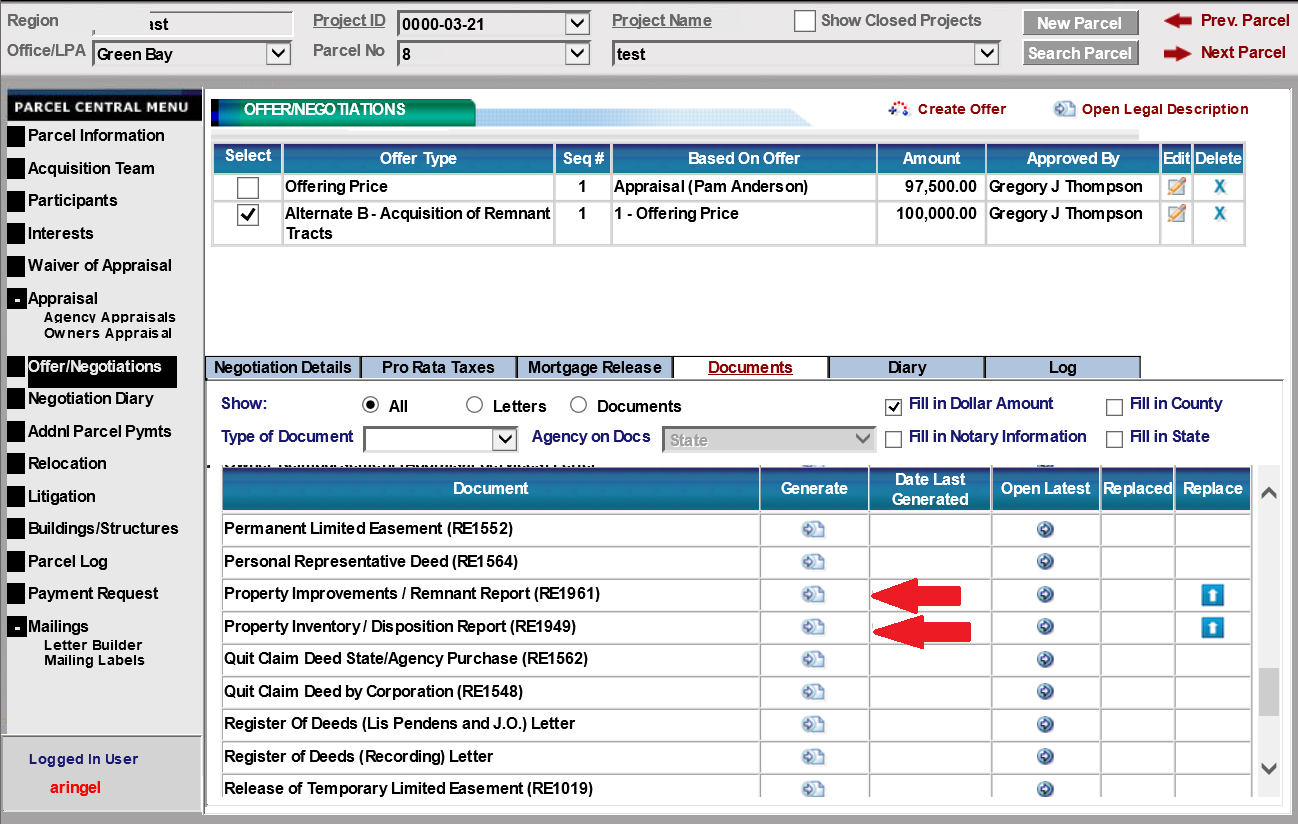 Region
ast
Project ID
0000-03-21
Project Name
Show Closed Projects
New Parcel
Prev. Parcel
Office/LPA
Green Bay
Parcel No
8
test
Search Parcel
Next Parcel
PARCEL CENTRAL MENU
Parcel Information
Acquisition Team
Participants
Interests
Waiver of Appraisal
- Appraisal
Agency Appraisals
Owners Appraisal
Offer/Negotiations
Negotiation Diary
Addnl Parcel Pymts
Relocation
Litigation
Buildings/Structures
Parcel Log
Payment Request
- Mailings
Letter Builder
Mailing Labels
Logged In User
aringel
OFFER/NEGOTIATIONS
Create Offer
Open Legal Description
Select Offer Type Seq # Based On Offer Amount Approved By Edit Delete
Offering Price 1 Appraisal (Pam Anderson) 97,500.00 Gregory J Thompson X
Alternate B - Acquisition of Remnant 1 1 - Offering Price 100,000.00 Gregory J Thompson X
Tracts
Negotiation Details Pro Rata Taxes Mortgage Release Documents Diary Log
Show: All Letters Documents Fill in Dollar Amount Fill in County
Type of Document Agency on Docs State Fill in Notary Information Fill in State
Document Generate Date Last Open Latest Replaced Replace
Generated
Permanent Limited Easement (RE1552)
Personal Representative Deed (RE1564)
Property Improvements / Remnant Report (RE1961)
Property Inventory / Disposition Report (RE1949)
Quit Claim Deed State/Agency Purchase (RE1562)
Quit Claim Deed by Corporation (RE1548)
Register Of Deeds (Lis Pendens and J.O.) Letter
Register of Deeds (Recording) Letter
Release of Temporary Limited Easement (RE1019)